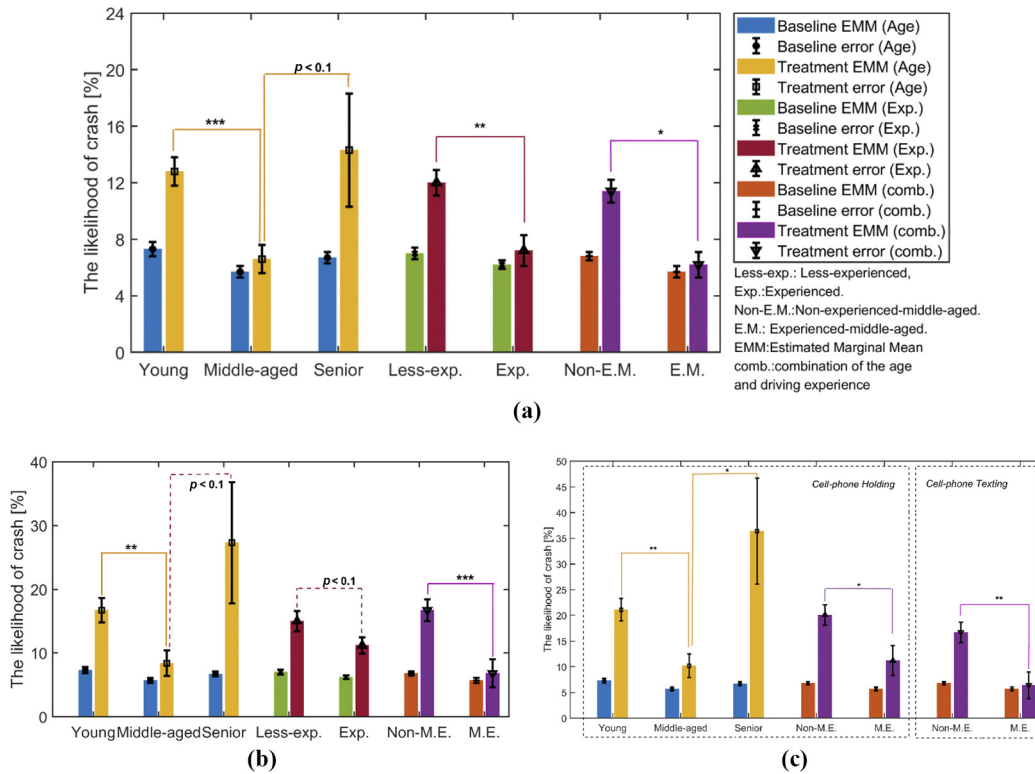 24
20
16
12
8
4
0
The likelihood of crash [%]
***
p < 0.1
**
*
Young Middle-aged Senior Less-exp. Exp. Non-E.M. E.M.
Baseline EMM (Age)
Baseline error (Age)
Treatment EMM (Age)
Treatment error (Age)
Baseline EMM (Exp.)
Baseline error (Exp.)
Treatment EMM (Exp.)
Treatment error (Exp.)
Baseline EMM (comb.)
Baseline error (comb.)
Treatment EMM (comb.)
Treatment error (comb.)
Less-exp.: Less-experienced,
Exp.:Experienced.
Non-E.M.:Non-experienced-middle-aged.
E.M.: Experienced-middle-aged.
EMM:Estimated Marginal Mean
comb.:combination of the age
and driving experience
(a)
40
30
20
10
0
The likelihood of crash [%]
**
p < 0.1
p < 0.1
***
Young Middle-aged Senior Less-exp. Exp. Non-M.E. M.E.
(b)
50
45
40
35
30
25
20
15
10
5
0
The likelihood of crash [%]
Cell-phone Holding
Cell-phone Texting
**
*
*
**
Young Middle-aged Senior Non-M.E. M.E. Non-M.E. M.E.
(c)